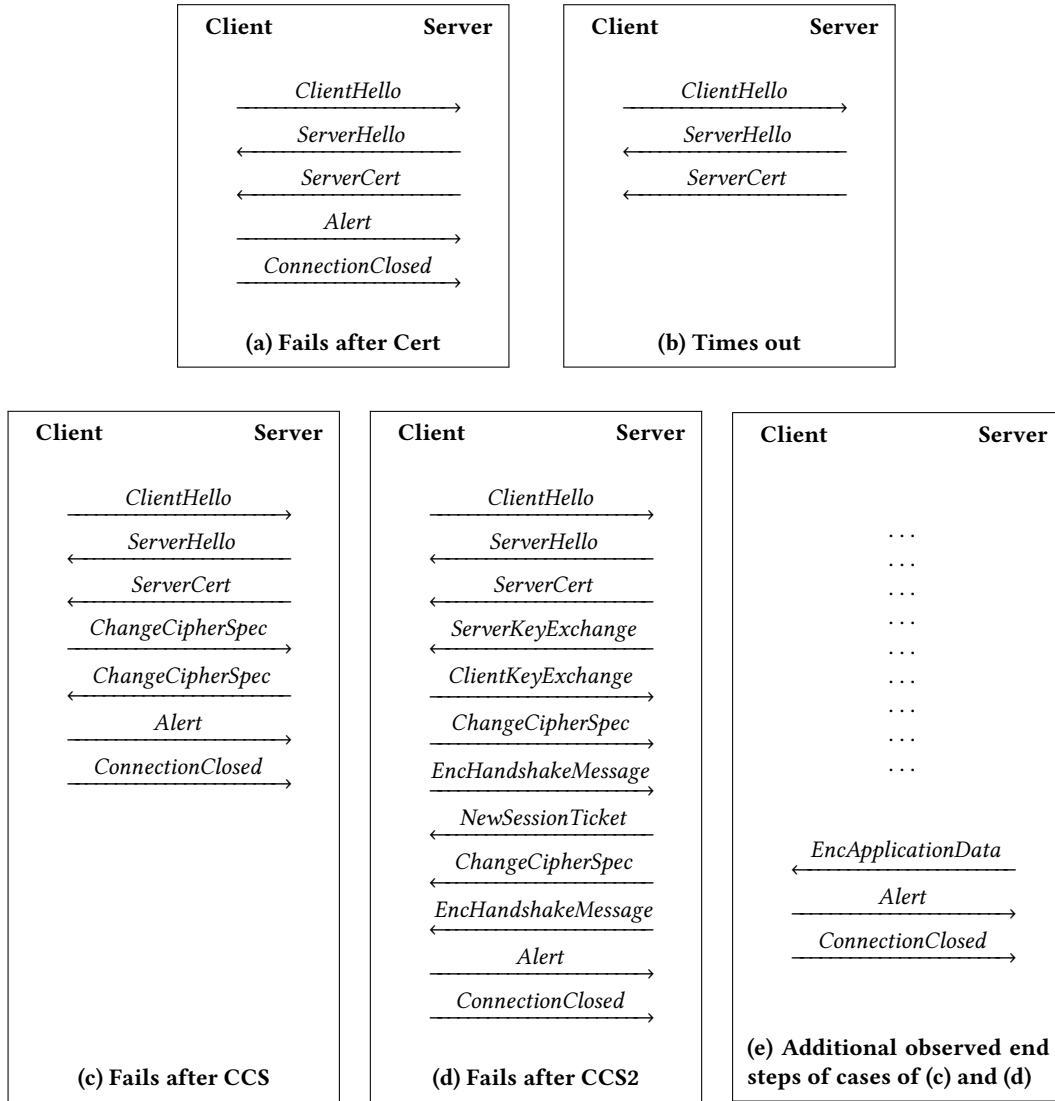 Client Server
ClientHello
ServerHello
ServerCert
Alert
ConnectionClosed
(a) Fails after Cert
Client Server
ClientHello
ServerHello
ServerCert
(b) Times out
Client Server
ClientHello
ServerHello
ServerCert
ChangeCipherSpec
ChangeCipherSpec
Alert
ConnectionClosed
(c) Fails after CCS
Client Server
ClientHello
ServerHello
ServerCert
ServerKeyExchange
ClientKeyExchange
ChangeCipherSpec
EncHandshakeMessage
NewSessionTicket
ChangeCipherSpec
EncHandshakeMessage
Alert
ConnectionClosed
(d) Fails after CCS2
Client Server
. . .
. . .
. . .
. . .
. . .
. . .
. . .
. . .
. . .
EncApplicationData
Alert
ConnectionClosed
(e) Additional observed end
steps of cases of (c) and (d)